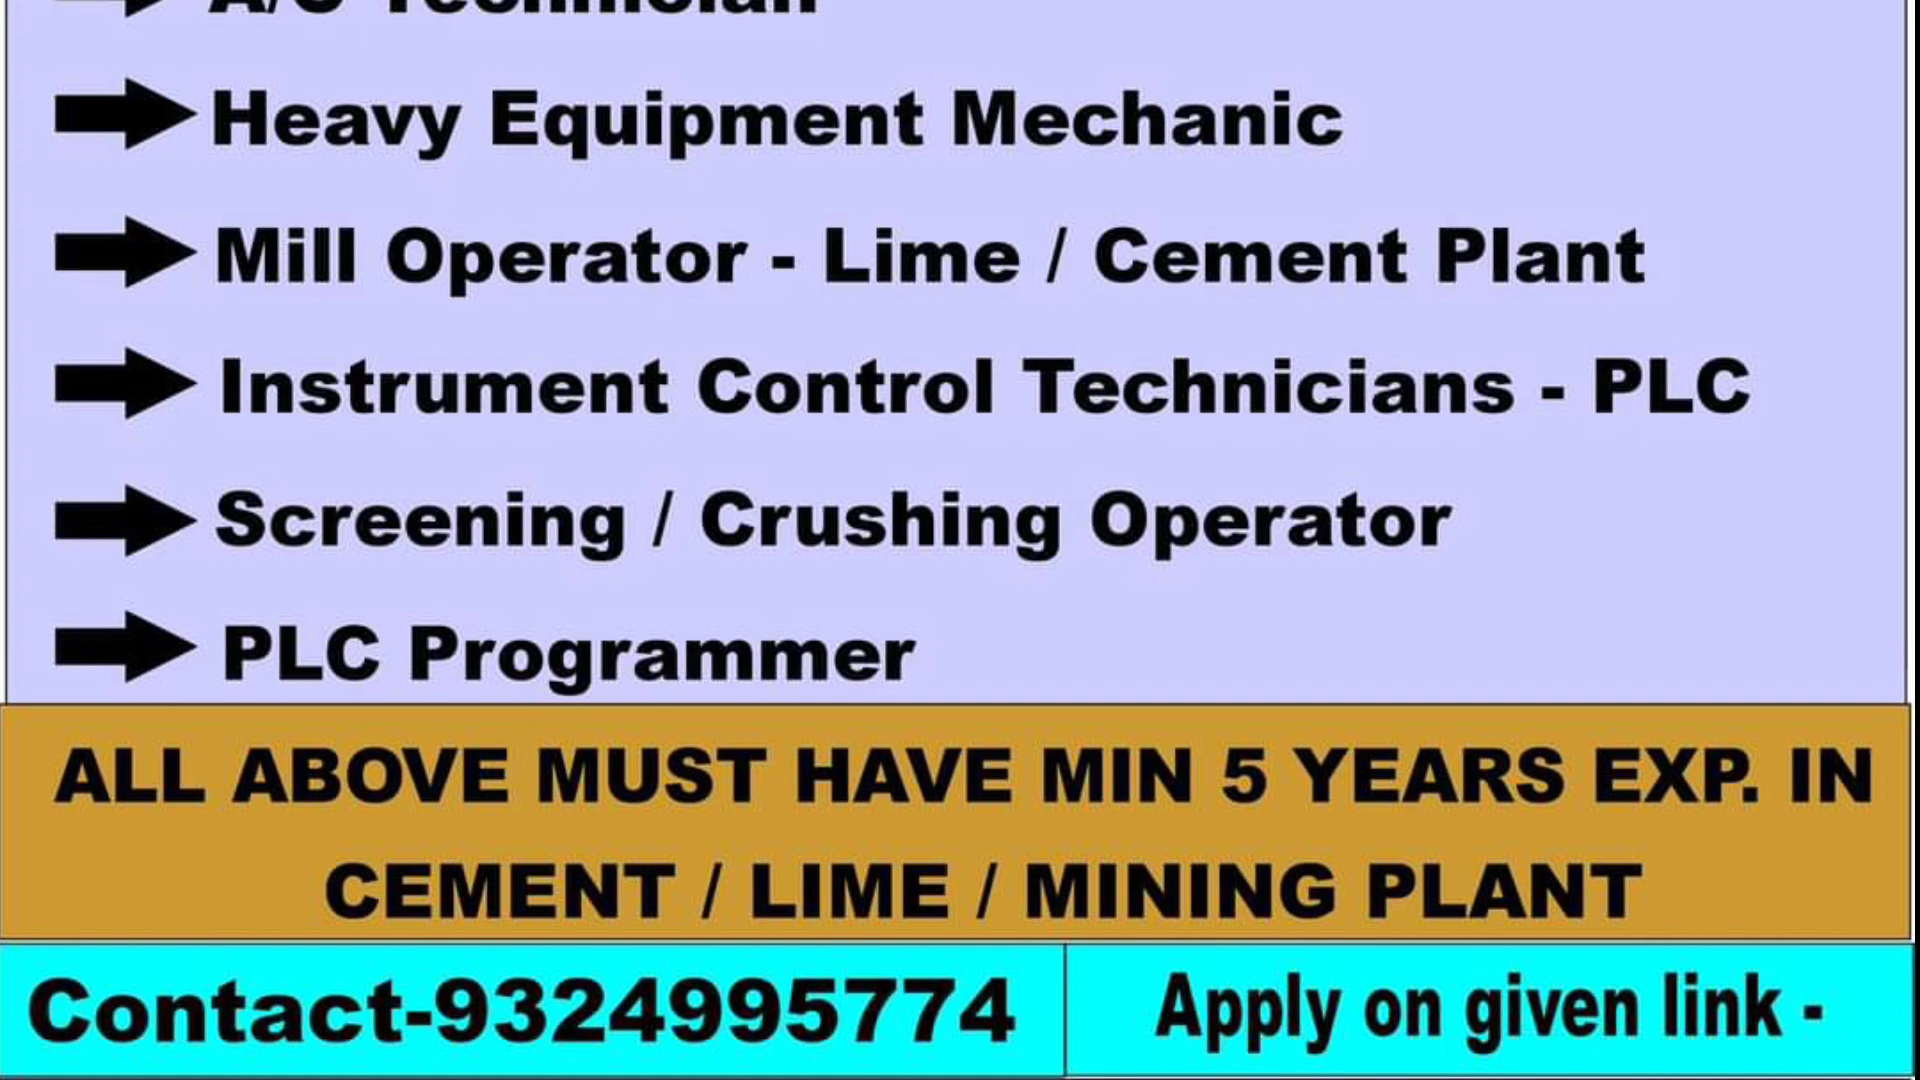 A/C Technician
Heavy Equipment Mechanic
Mill Operator - Lime / Cement Plant
Instrument Control Technicians - PLC
Screening / Crushing Operator
PLC Programmer
ALL ABOVE MUST HAVE MIN 5 YEARS EXP. IN
CEMENT / LIME / MINING PLANT
Contact-9324995774
Apply on given link -